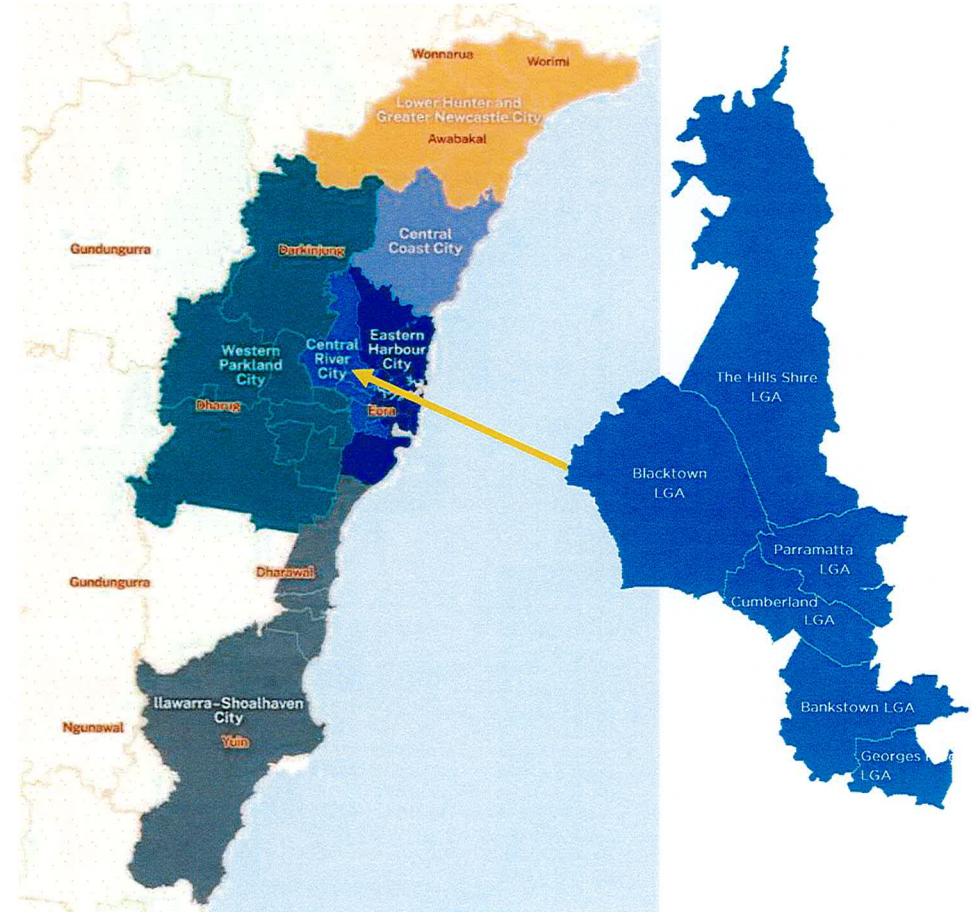 Wonnarua
Worimi
Lower Hunter and
Greater Newcastle City
Awabakal
Gundungurra
Darkinjung
Central
Coast City
Western
Parkland
City
Central
River
City
Eastern
Harbour
City
Dharug
Eora
Gundungurra
Dharawal
llawarra-Shoalhaven
City
Ngunawal
Yuin
The Hills Shire
LGA
Blacktown
LGA
Parramatta
LGA
Cumberland
LGA
Bankstown LGA
Georges
LGA